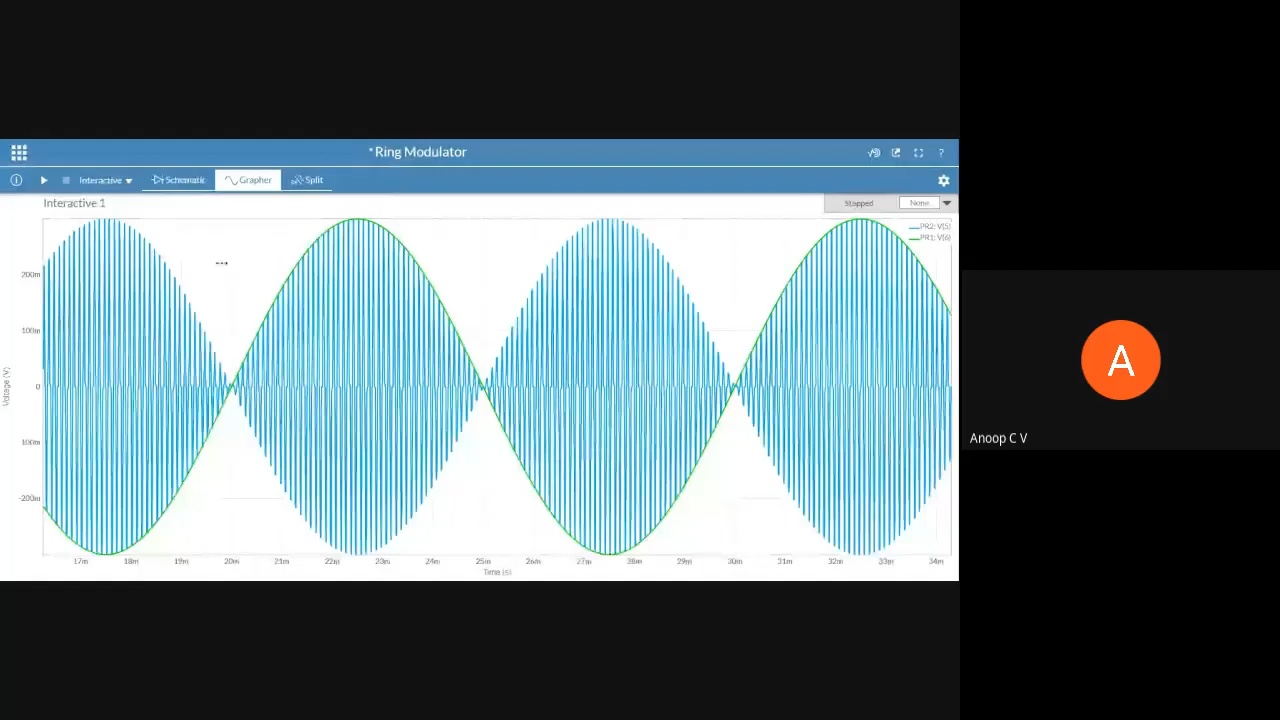 *Ring Modulator
?
Interactive
Schematic
Grapher
Split
Interactive 1
Stopped
None
PR2: V(5)
PR1: V(6)
200m
100m
0
100m
-200m
Voltage (V)
17m 18m 19m 20m 21m 22m 23m 24m 25m 26m 27m 28m 29m 30m 31m 32m 33m 34m
Time (s)
A
Anoop C V